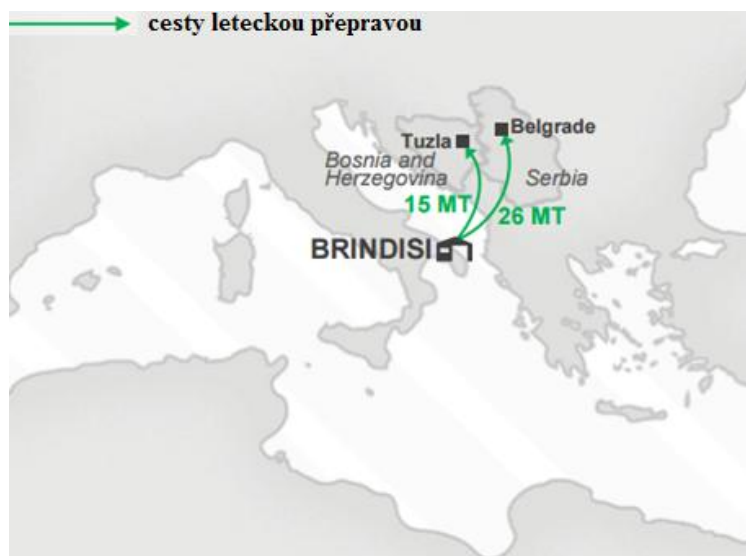 cesty leteckou přepravou
Tuzla
Belgrade
Bosnia and
Herzegovina
Serbia
15 MT
26 MT
BRINDISI